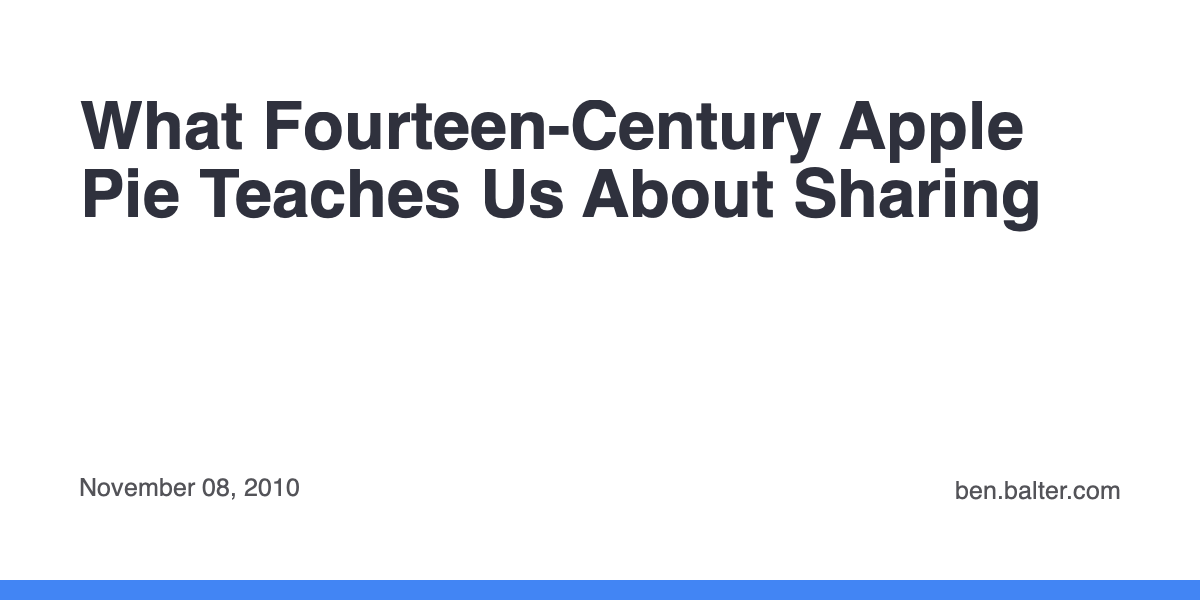 What Fourteen-Century Apple
Pie Teaches Us About Sharing
November 08, 2010
ben.balter.com